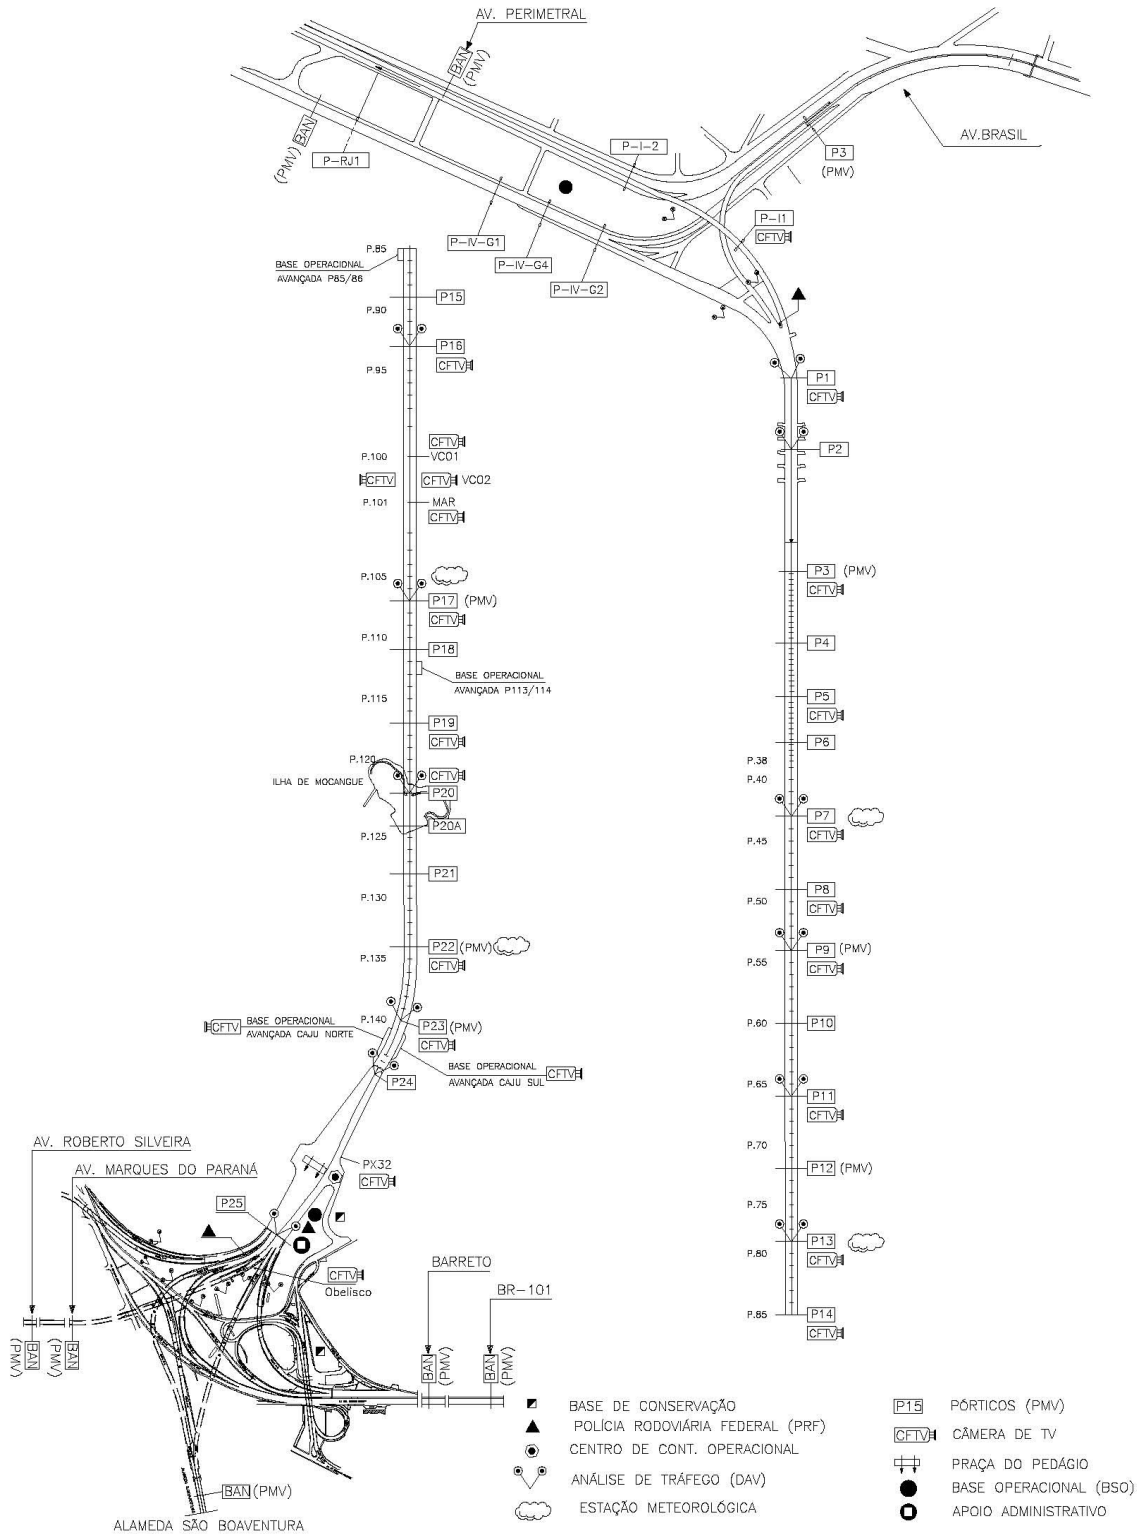 AV. PERIMETRAL
BAN
(PMV)
BAN
(PMV)
P-RJ1
P-I-2
P3
(PMV)
AV.BRASIL
P-I1
CFTV
P-IV-G1
P-IV-G4
P-IV-G2
P.85
BASE OPERACIONAL
AVANÇADA P85/86
P15
P.90
P16
CFTV
P.95
CFTV
P.100
VC01
CFTV
CFTV
VC02
P.101
MAR
CFTV
P.105
P17 (PMV)
CFTV
P.110
P18
BASE OPERACIONAL
AVANÇADA P113/114
P.115
P19
CFTV
P.120
CFTV
ILHA DE MOCANGUE
P20
P20A
P.125
P21
P.130
P22 (PMV)
P.135
CFTV
P.140
CFTV
BASE OPERACIONAL
AVANÇADA CAJU NORTE
P23 (PMV)
CFTV
BASE OPERACIONAL
AVANÇADA CAJU SUL
CFTV
P24
P1
CFTV
P2
P3 (PMV)
CFTV
P4
P5
CFTV
P6
P.38
P.40
P7
CFTV
P.45
P8
P.50
CFTV
P9 (PMV)
P.55
CFTV
P.60
P10
P.65
P11
CFTV
P.70
P12 (PMV)
P.75
P13
P.80
CFTV
P.85
P14
CFTV
AV. ROBERTO SILVEIRA
AV. MARQUES DO PARANÁ
PX32
CFTV
P25
CFTV
Obelisco
BARRETO
BR-101
BAN
(PMV)
BAN
(PMV)
BAN
(PMV)
BAN
(PMV)
BAN (PMV)
ALAMEDA SÃO BOAVENTURA
BASE DE CONSERVAÇÃO
POLÍCIA RODOVIÁRIA FEDERAL (PRF)
CENTRO DE CONT. OPERACIONAL
ANÁLISE DE TRÁFEGO (DAV)
ESTAÇÃO METEOROLÓGICA
P15 PÓRTICOS (PMV)
CFTV CÂMERA DE TV
PRAÇA DO PEDÁGIO
BASE OPERACIONAL (BSO)
APOIO ADMINISTRATIVO